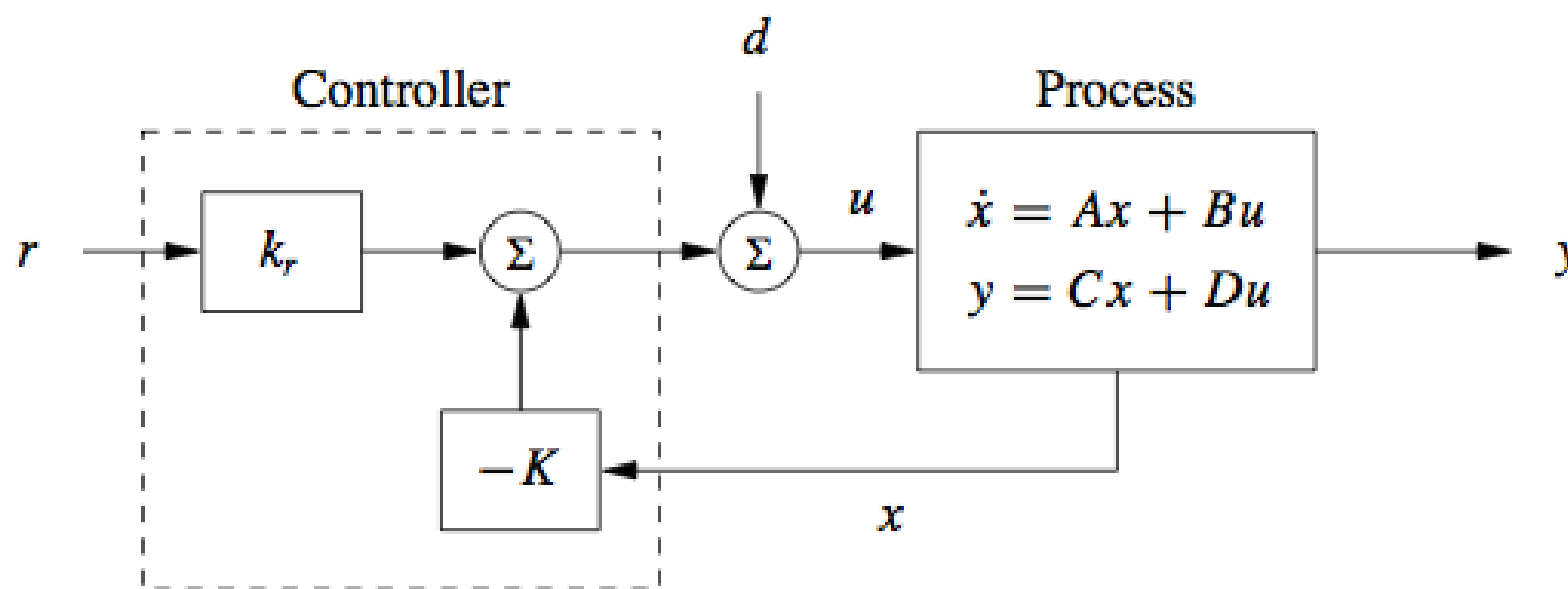 d
Controller
Process
r
k_r
Σ
Σ
u
ẋ = Ax + Bu
y = Cx + Du
y
−K
x